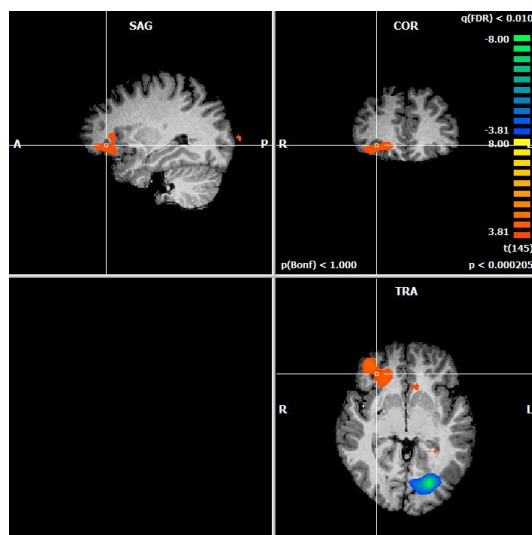 SAG
A
P
COR
R
q(FDR) < 0.010
-8.00
-3.81
8.00
3.81
t(145)
p(Bonf) < 1.000
p < 0.000205
TRA
R
L